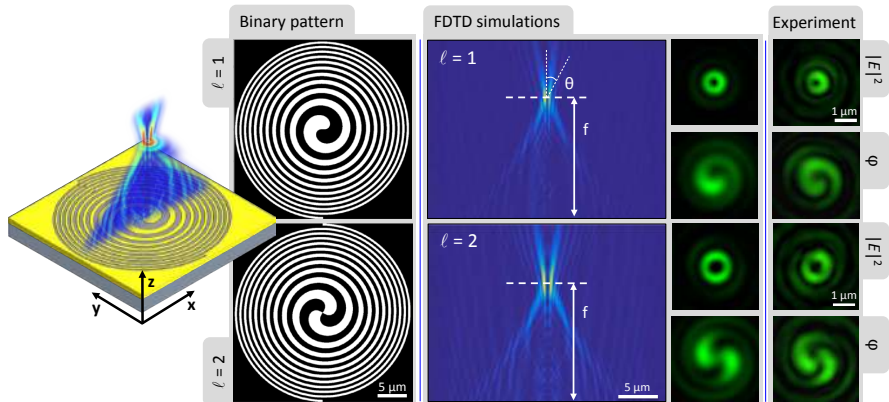 Binary pattern
FDTD simulations
Experiment
ℓ = 1
ℓ = 1
θ
f
|E|²
1 µm
φ
z
y
x
ℓ = 2
5 µm
ℓ = 2
f
5 µm
|E|²
1 µm
φ